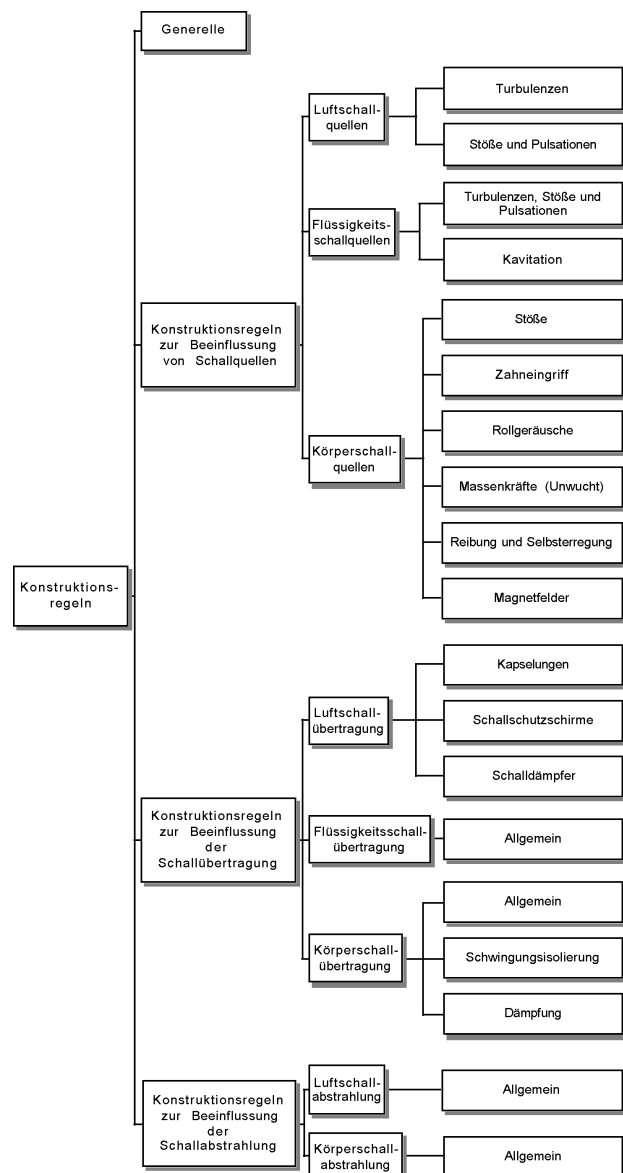 Generelle
Luftschall-
quellen
Turbulenzen
Stöße und Pulsationen
Flüssigkeits-
schallquellen
Turbulenzen, Stöße und
Pulsationen
Kavitation
Konstruktionsregeln
zur Beeinflussung
von Schallquellen
Körperschall-
quellen
Stöße
Zahneingriff
Rollgeräusche
Massenkräfte (Unwucht)
Reibung und Selbsterregung
Magnetfelder
Konstruktions-
regeln
Luftschall-
übertragung
Kapselungen
Schallschutzschirme
Schalldämpfer
Konstruktionsregeln
zur Beeinflussung
der
Schallübertragung
Flüssigkeitsschall-
übertragung
Allgemein
Körperschall-
übertragung
Allgemein
Schwingungsisolierung
Dämpfung
Konstruktionsregeln
zur Beeinflussung
der
Schallabstrahlung
Luftschall-
abstrahlung
Allgemein
Körperschall-
abstrahlung
Allgemein